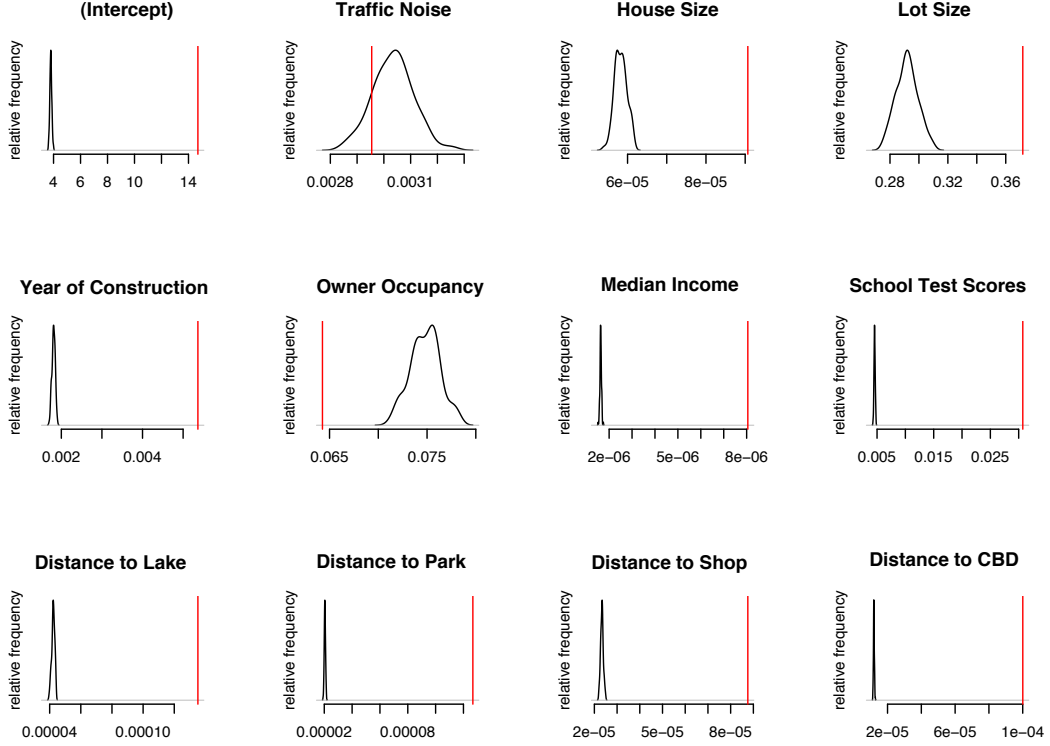 (Intercept)
relative frequency
4 6 8 10 14
Traffic Noise
relative frequency
0.0028 0.0031
House Size
relative frequency
6e−05 8e−05
Lot Size
relative frequency
0.28 0.32 0.36
Year of Construction
relative frequency
0.002 0.004
Owner Occupancy
relative frequency
0.065 0.075
Median Income
relative frequency
2e−06 5e−06 8e−06
School Test Scores
relative frequency
0.005 0.015 0.025
Distance to Lake
relative frequency
0.00004 0.00010
Distance to Park
relative frequency
0.00002 0.00008
Distance to Shop
relative frequency
2e−05 5e−05 8e−05
Distance to CBD
relative frequency
2e−05 6e−05 1e−04